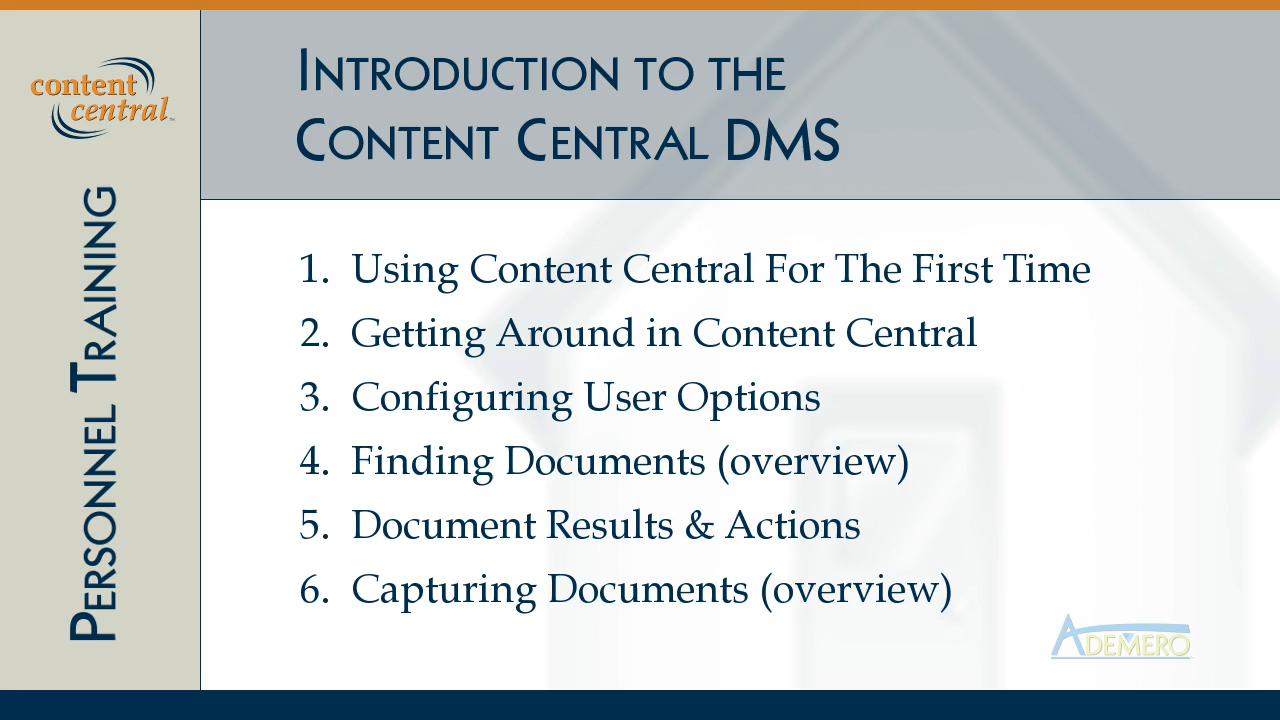 content
central™
PERSONNEL TRAINING
INTRODUCTION TO THE
CONTENT CENTRAL DMS
1. Using Content Central For The First Time
2. Getting Around in Content Central
3. Configuring User Options
4. Finding Documents (overview)
5. Document Results & Actions
6. Capturing Documents (overview)
ADEMERO